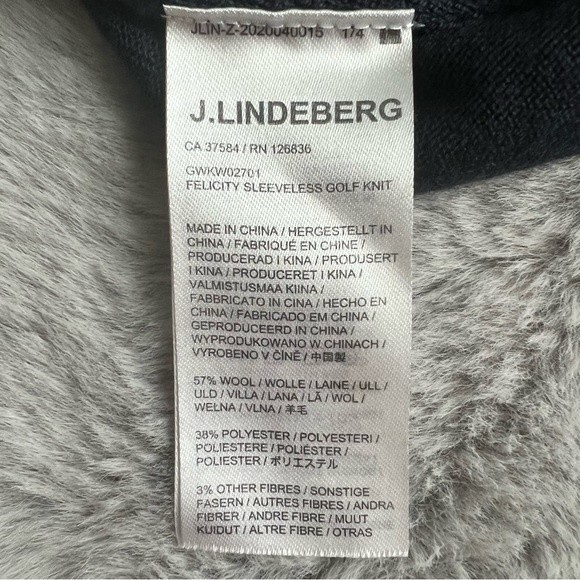 JLIN-Z-2020040015 1/4
J.LINDEBERG
CA 37584 / RN 126836
GWKW02701
FELICITY SLEEVELESS GOLF KNIT
MADE IN CHINA / HERGESTELLT IN
CHINA / FABRIQUÉ EN CHINE /
PRODUCERAD I KINA / PRODUSERT
I KINA / PRODUCERET I KINA /
VALMISTUSMAA KIINA /
FABBRICATO IN CINA / HECHO EN
CHINA / FABRICADO EM CHINA /
GEPRODUCEERD IN CHINA /
WYPRODUKOWANO W CHINACH /
VYROBENO V ČÍNĚ / 中国製
57% WOOL / WOLLE / LAINE / ULL /
ULD / VILLA / LANA / LÃ / WOL /
WEŁNA / VLNA / 羊毛
38% POLYESTER / POLYESTERI /
POLIESTERE / POLIÉSTER /
POLIESTER / ポリエステル
3% OTHER FIBRES / SONSTIGE
FASERN / AUTRES FIBRES / ANDRA
FIBRER / ANDRE FIBRE / MUUT
KUIDUT / ALTRE FIBRE / OTRAS